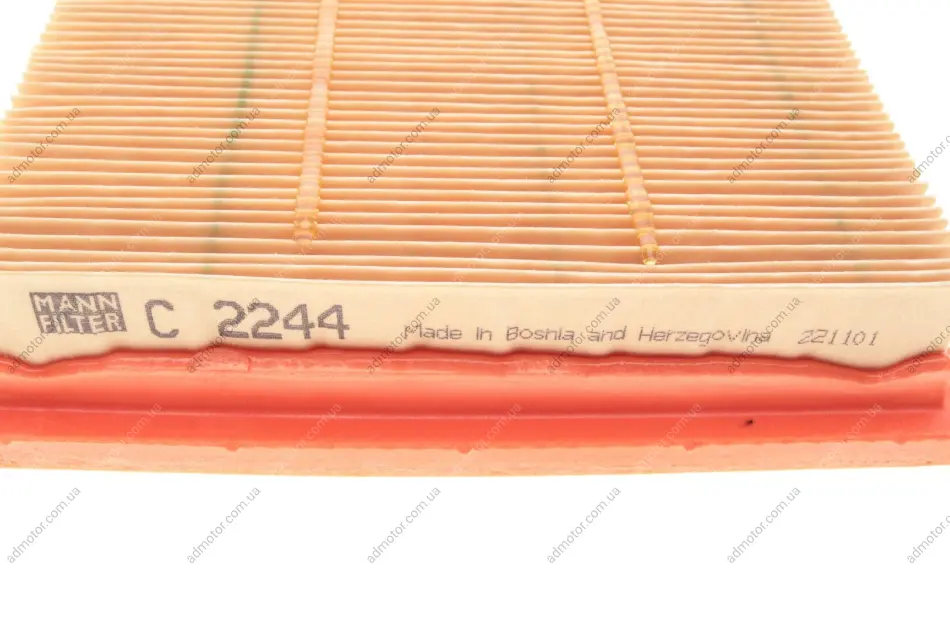 MANN
FILTER
C 2244
Made In Bosnia and Herzegovina 221101
admotor.com.ua